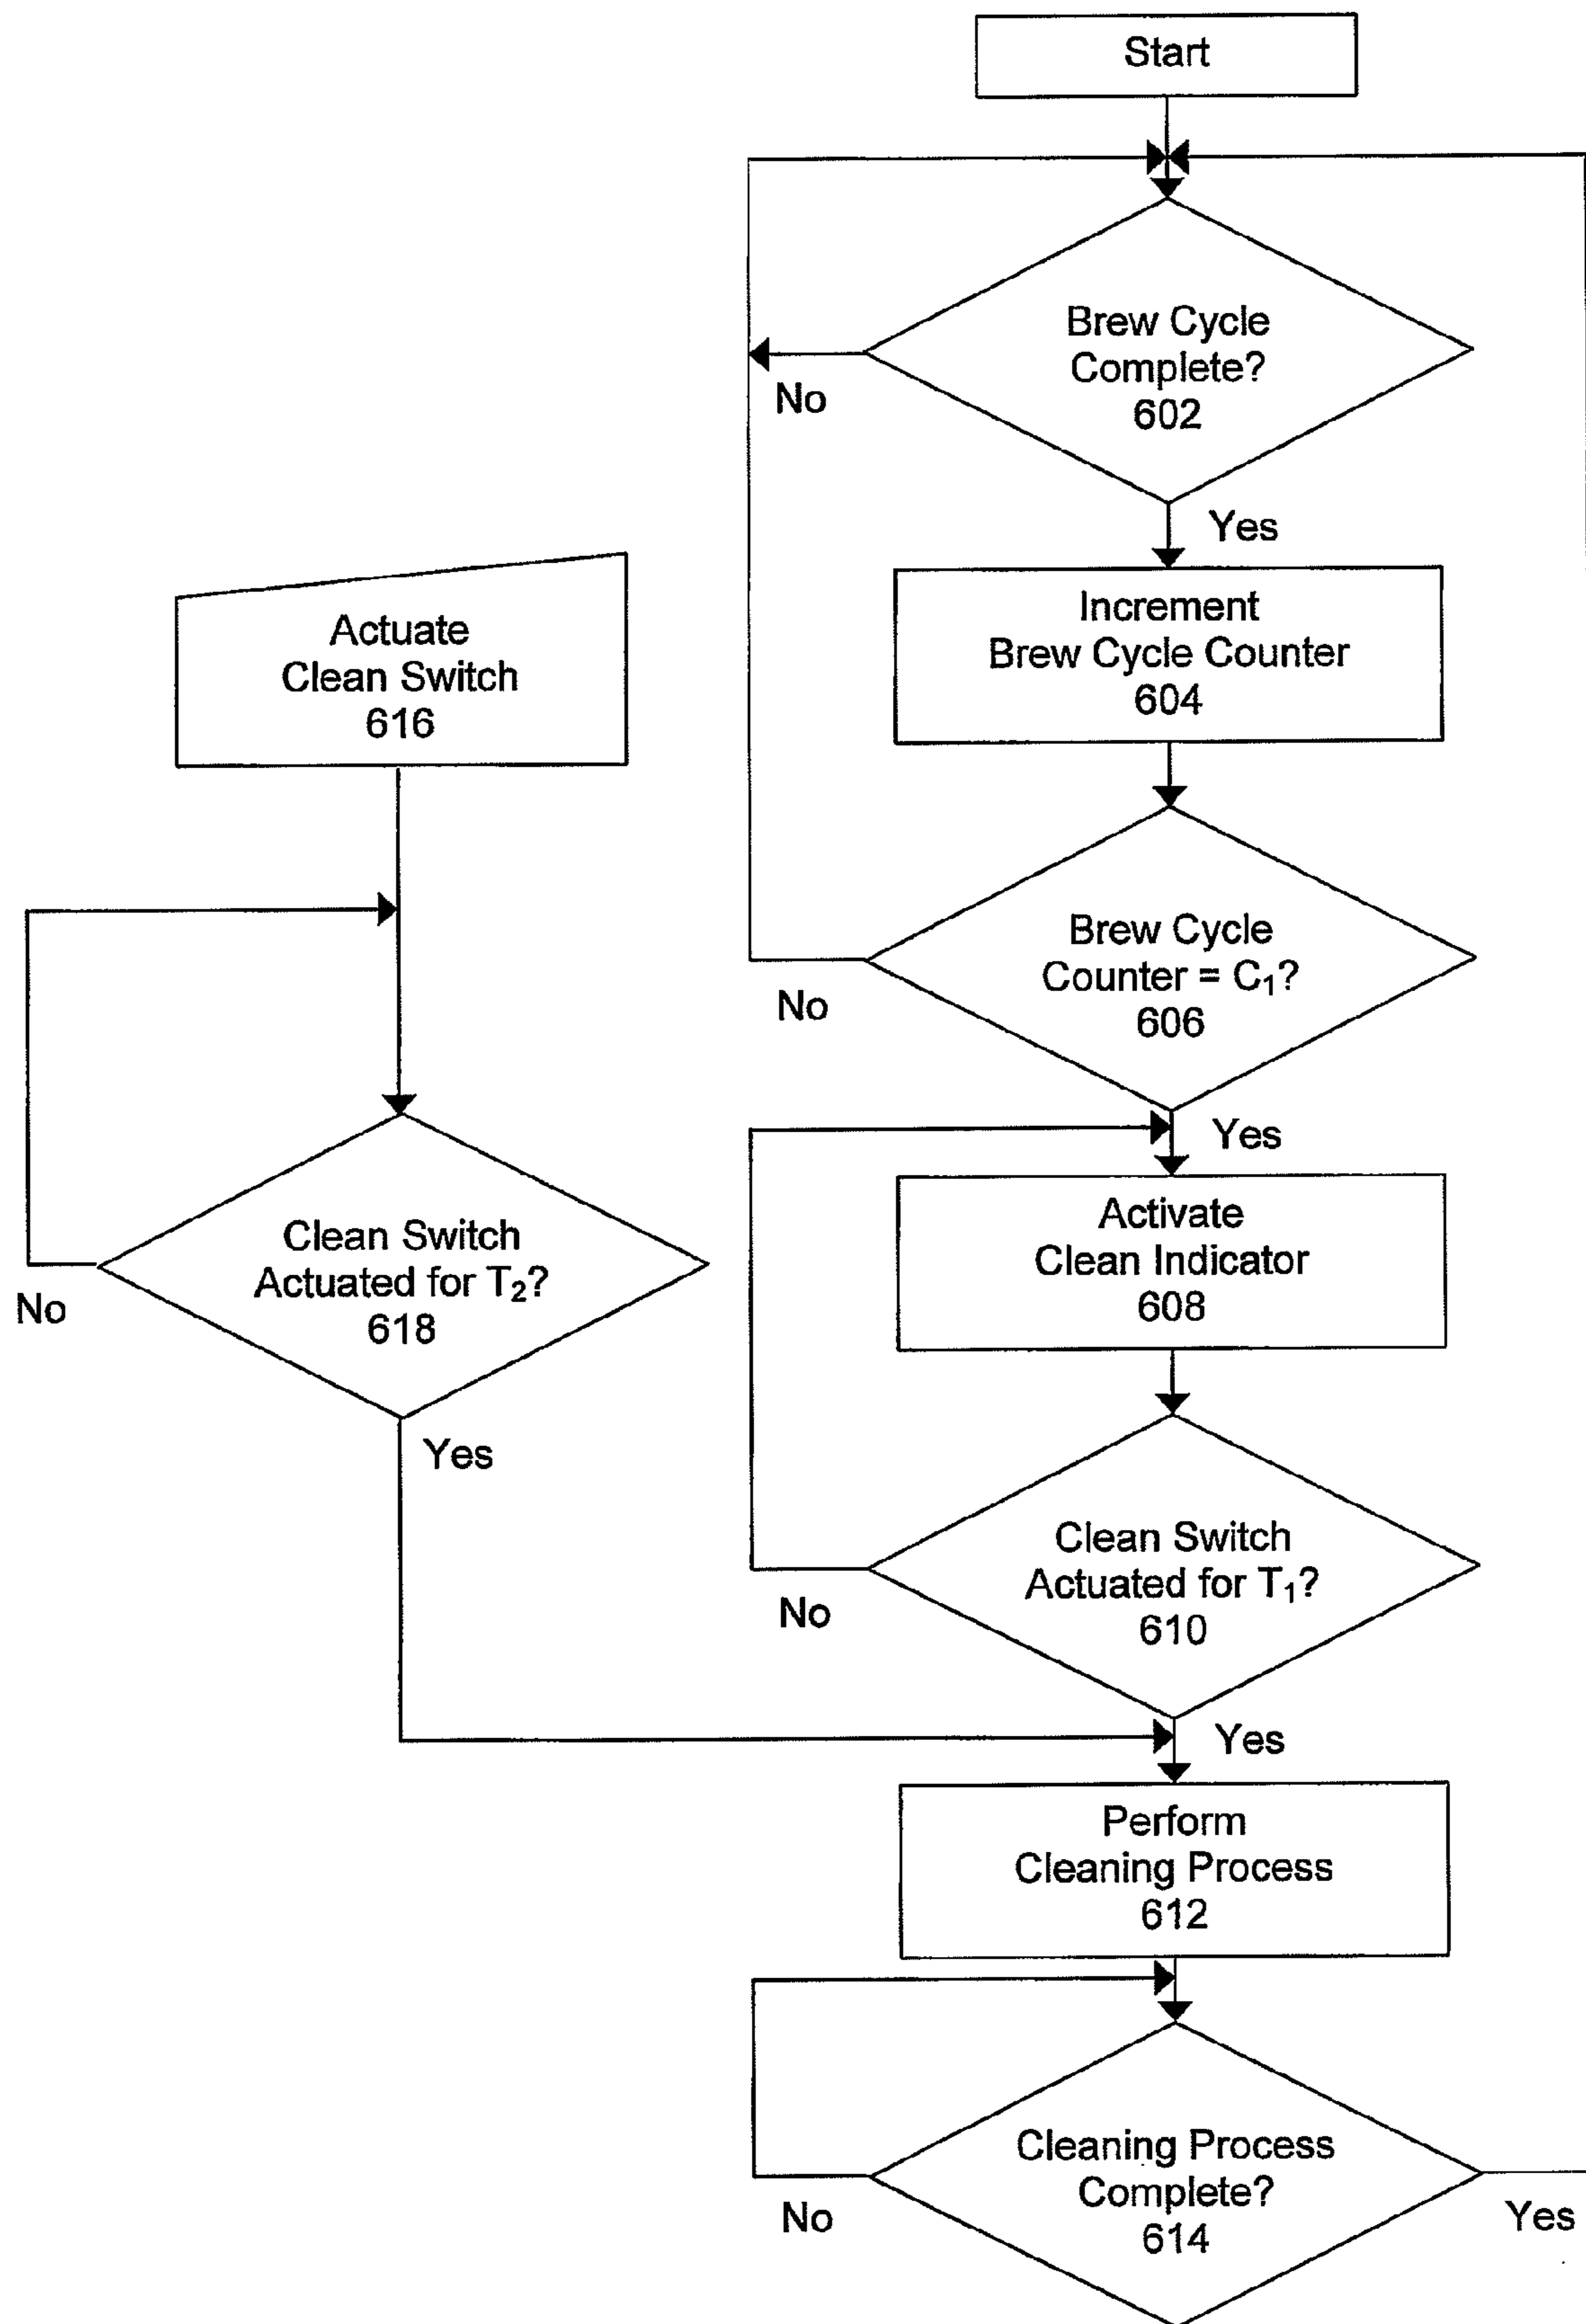 Start
Brew Cycle
Complete?
602
No
Yes
Increment
Brew Cycle Counter
604
Actuate
Clean Switch
616
Brew Cycle
Counter = C₁?
606
No
Yes
Clean Switch
Actuated for T₂?
618
No
Yes
Activate
Clean Indicator
608
Clean Switch
Actuated for T₁?
610
No
Yes
Perform
Cleaning Process
612
Cleaning Process
Complete?
614
No
Yes